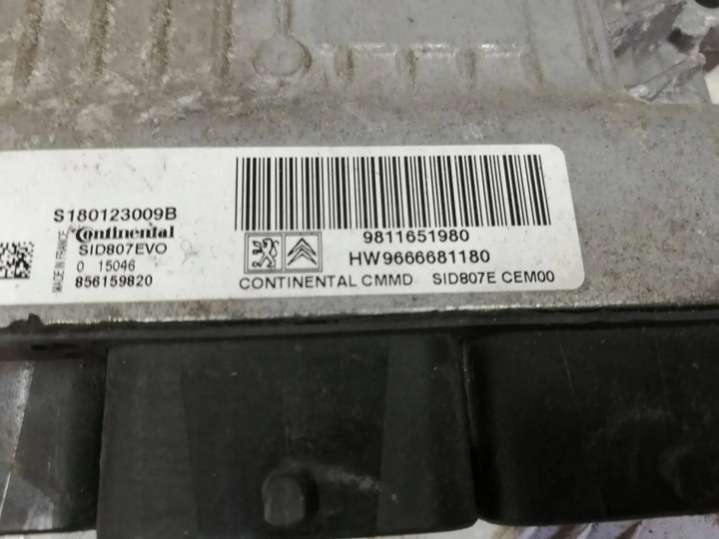 S180123009B
Continental
MADE IN FRANCE
SID807EVO
0 15046
856159820
9811651980
HW9666681180
CONTINENTAL CMMD SID807E CEM00